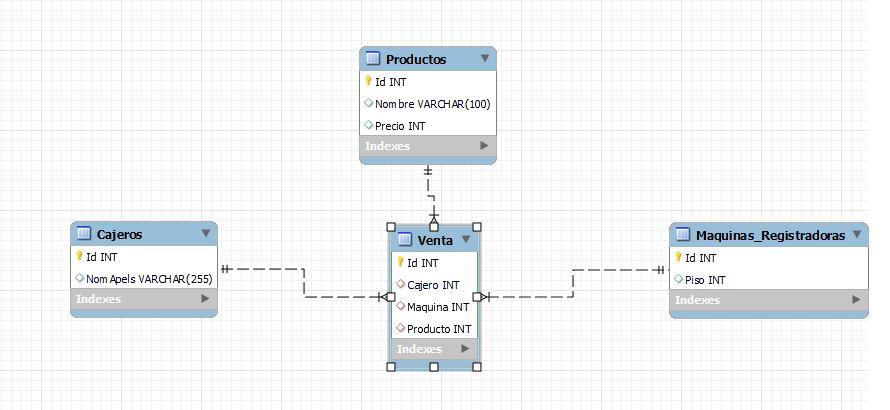 Productos
Id INT
Nombre VARCHAR(100)
Precio INT
Indexes
Cajeros
Id INT
NomApels VARCHAR(255)
Indexes
Venta
Id INT
Cajero INT
Maquina INT
Producto INT
Indexes
Maquinas_Registradoras
Id INT
Piso INT
Indexes